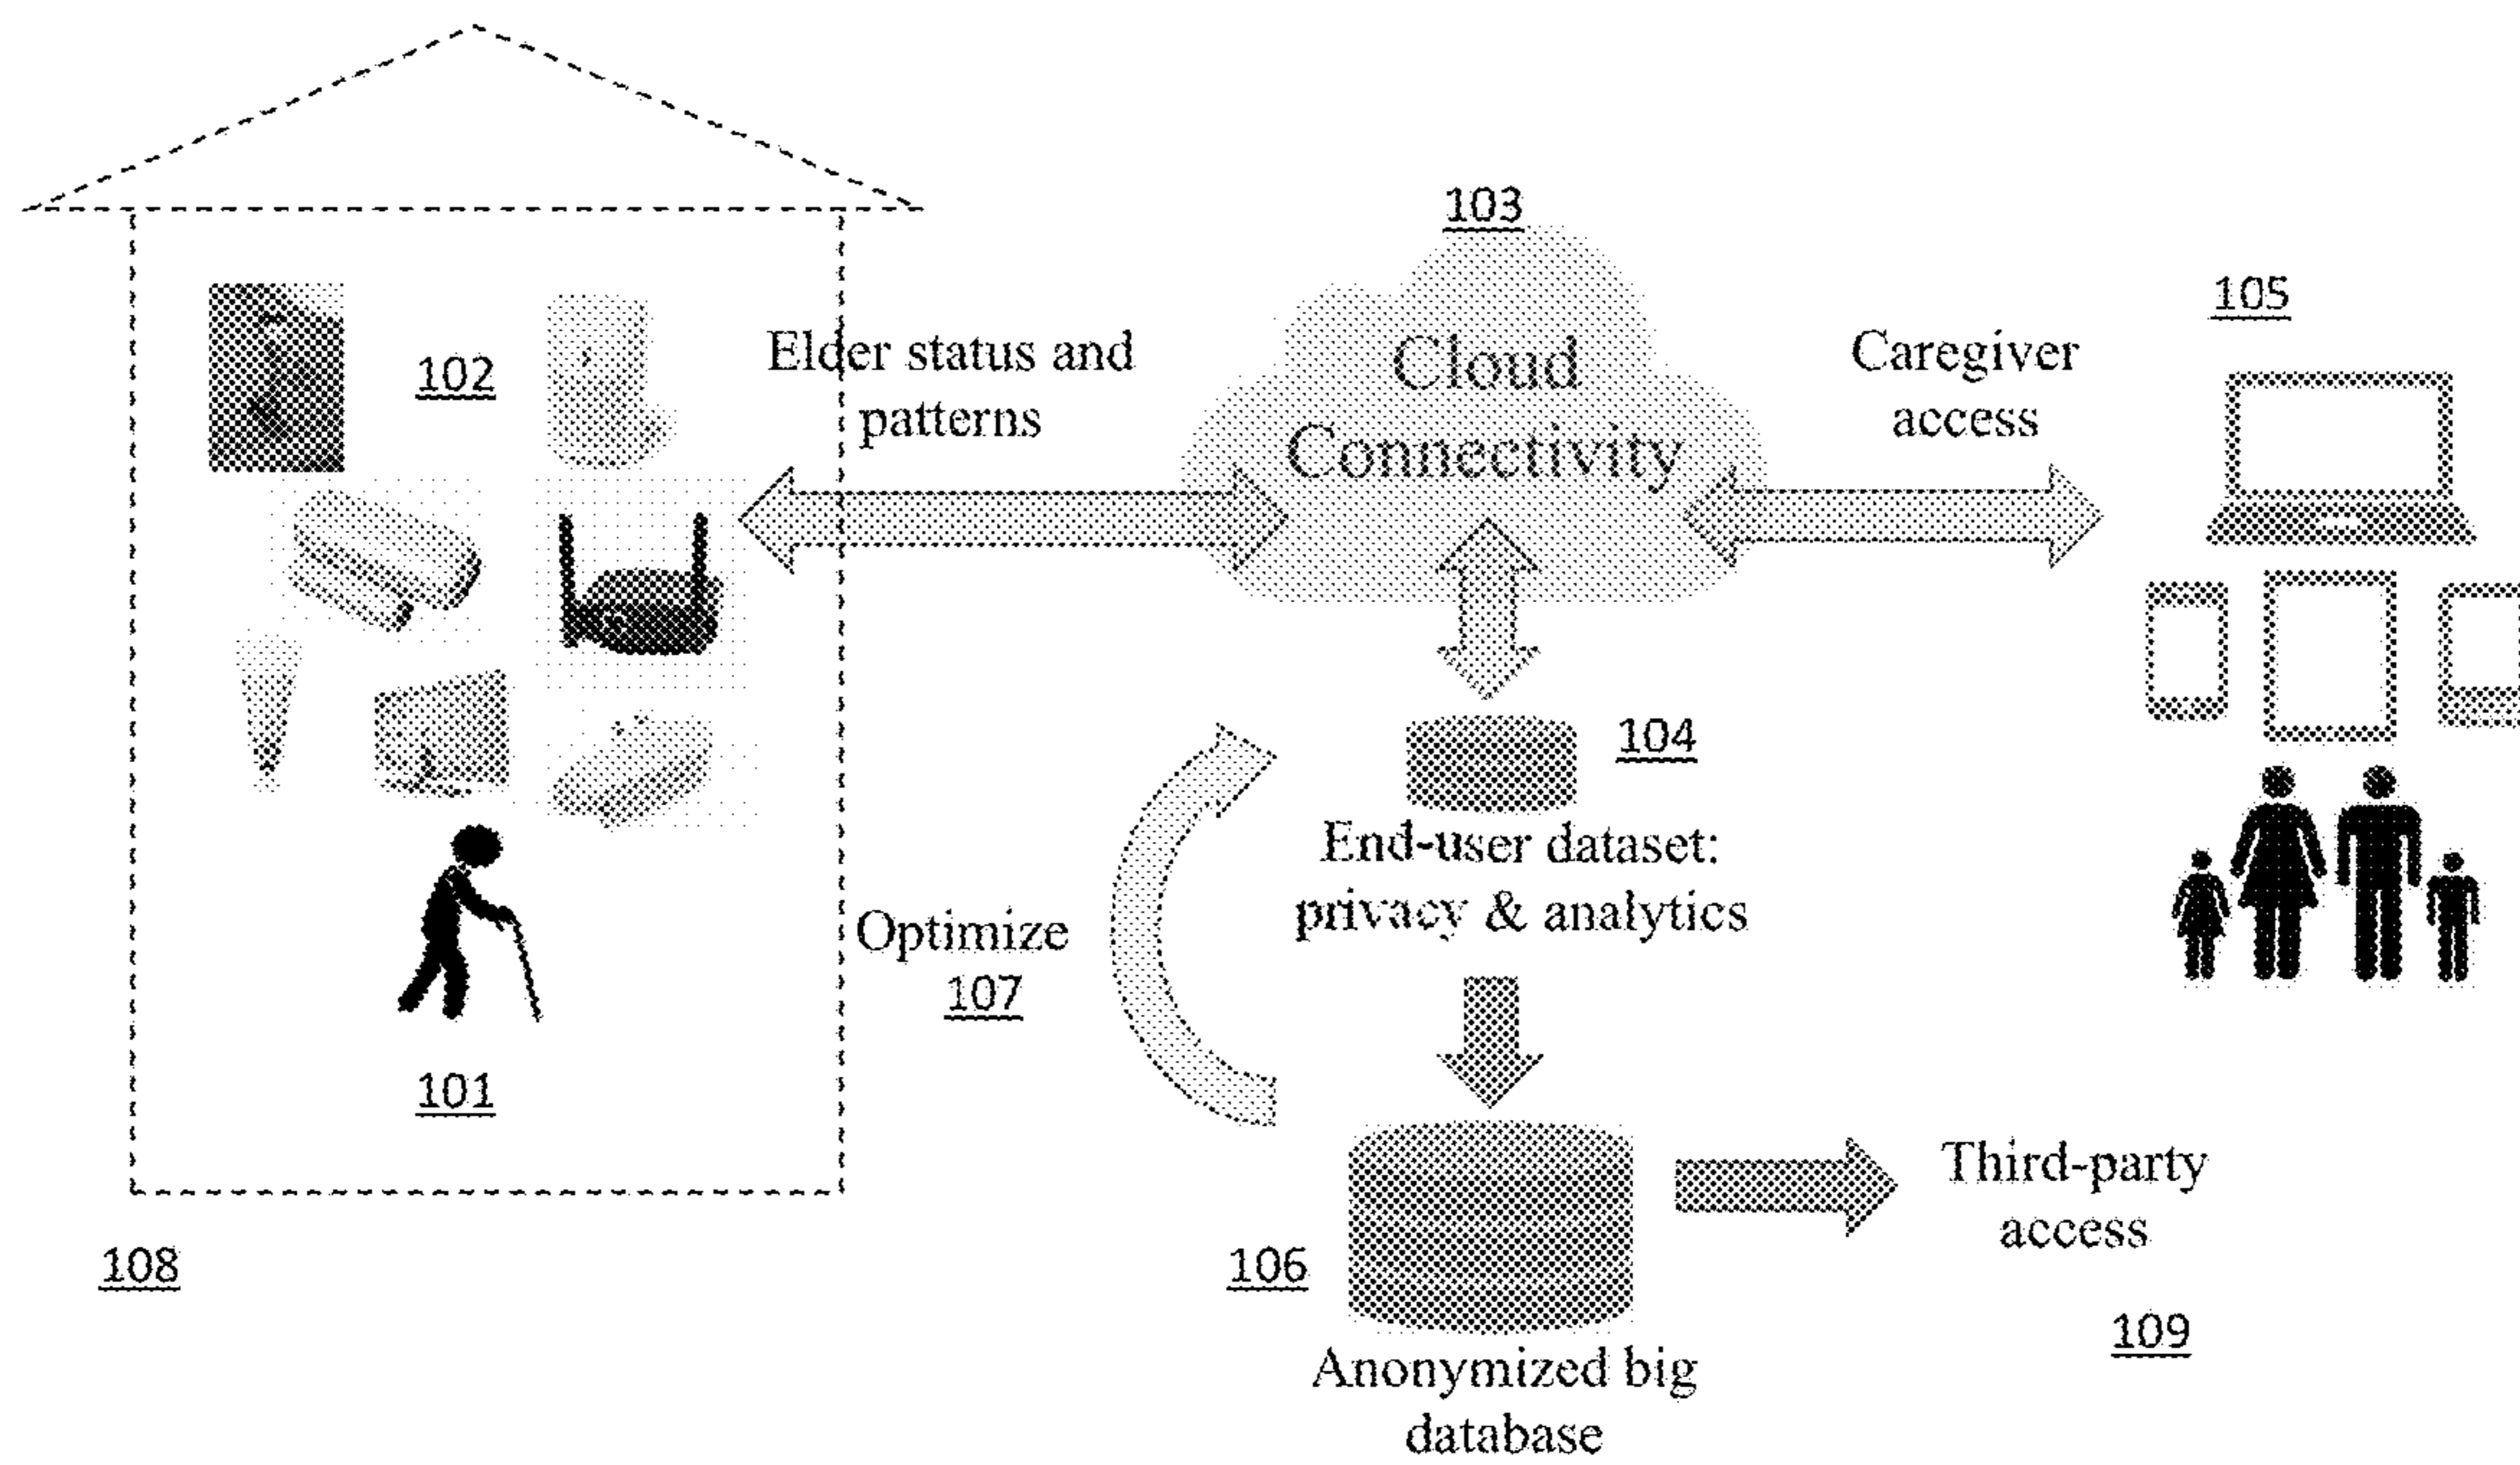 103
105
102
Elder status and
patterns
Cloud
Connectivity
Caregiver
access
104
End-user dataset:
privacy & analytics
Optimize
107
101
Third-party
access
108
106
109
Anonymized big
database